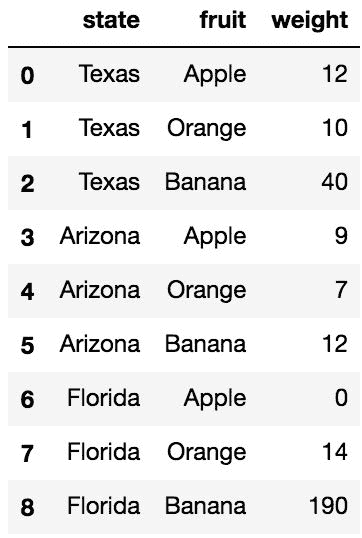 state fruit weight
0 Texas Apple 12
1 Texas Orange 10
2 Texas Banana 40
3 Arizona Apple 9
4 Arizona Orange 7
5 Arizona Banana 12
6 Florida Apple 0
7 Florida Orange 14
8 Florida Banana 190